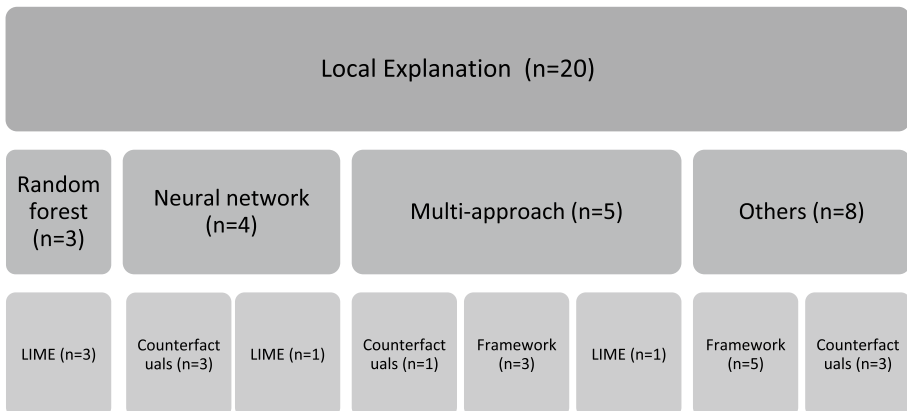 Local Explanation (n=20)
Random
forest
(n=3)
Neural network
(n=4)
Multi-approach (n=5)
Others (n=8)
LIME (n=3)
Counterfact
uals (n=3)
LIME (n=1)
Counterfact
uals (n=1)
Framework
(n=3)
LIME (n=1)
Framework
(n=5)
Counterfact
uals (n=3)